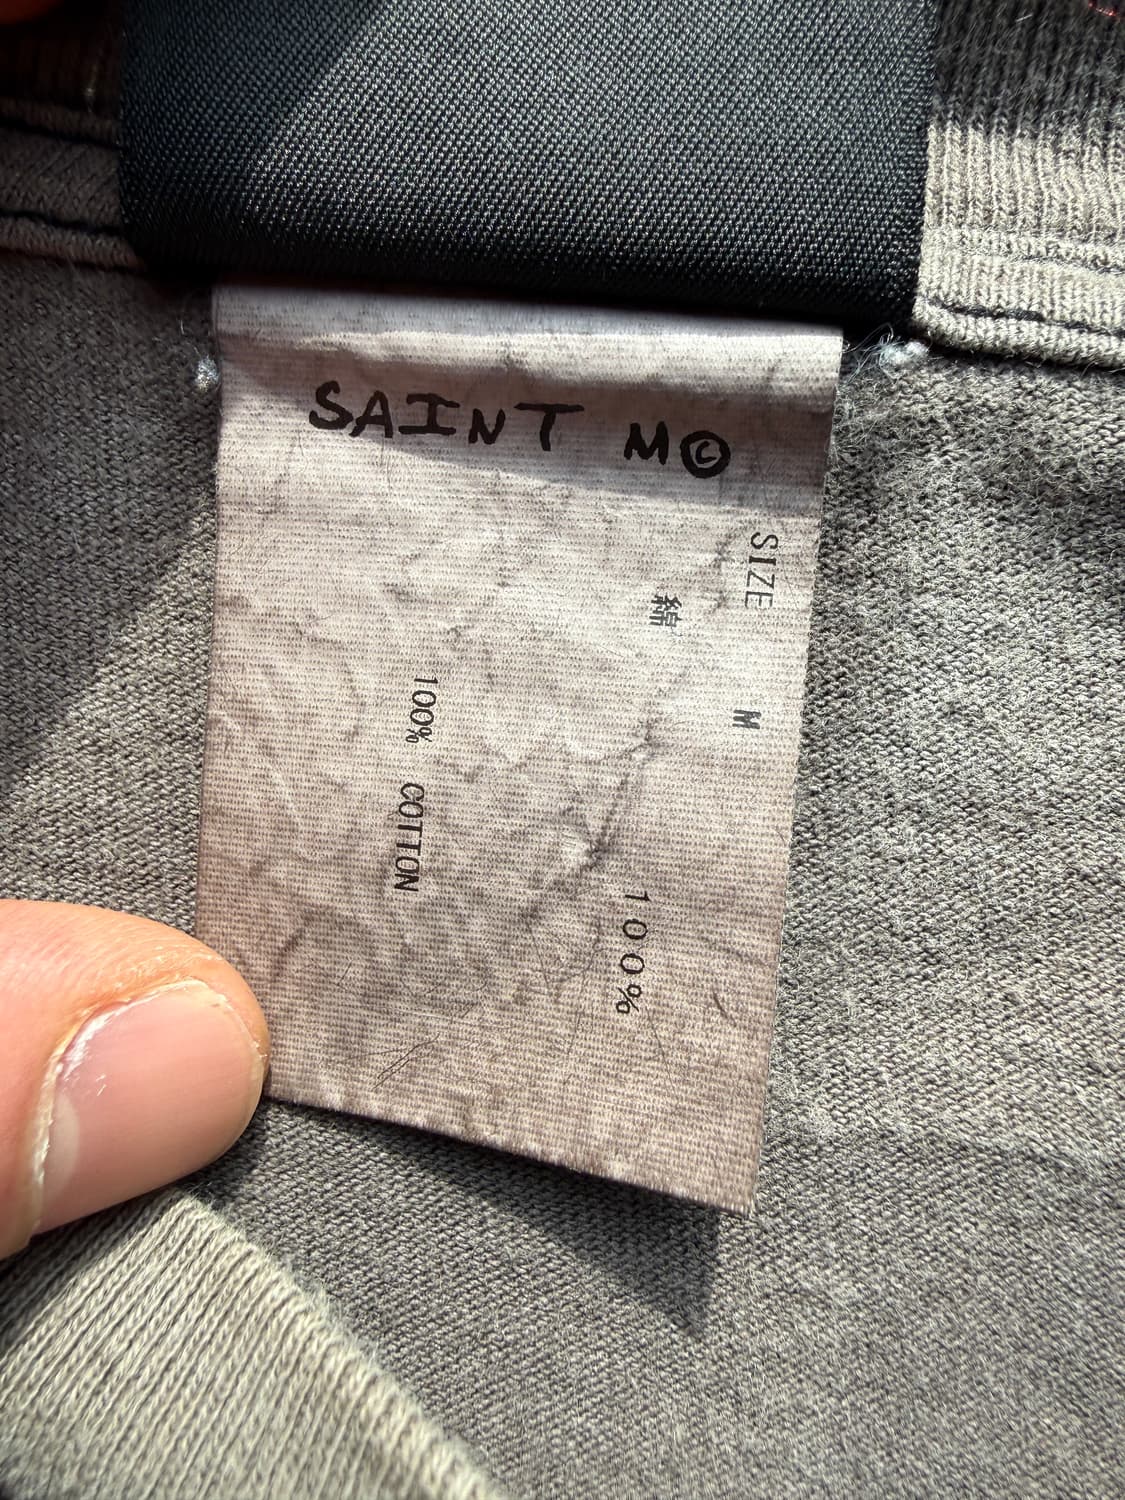 SAINT M©
SIZE M
綿 100%
100% COTTON